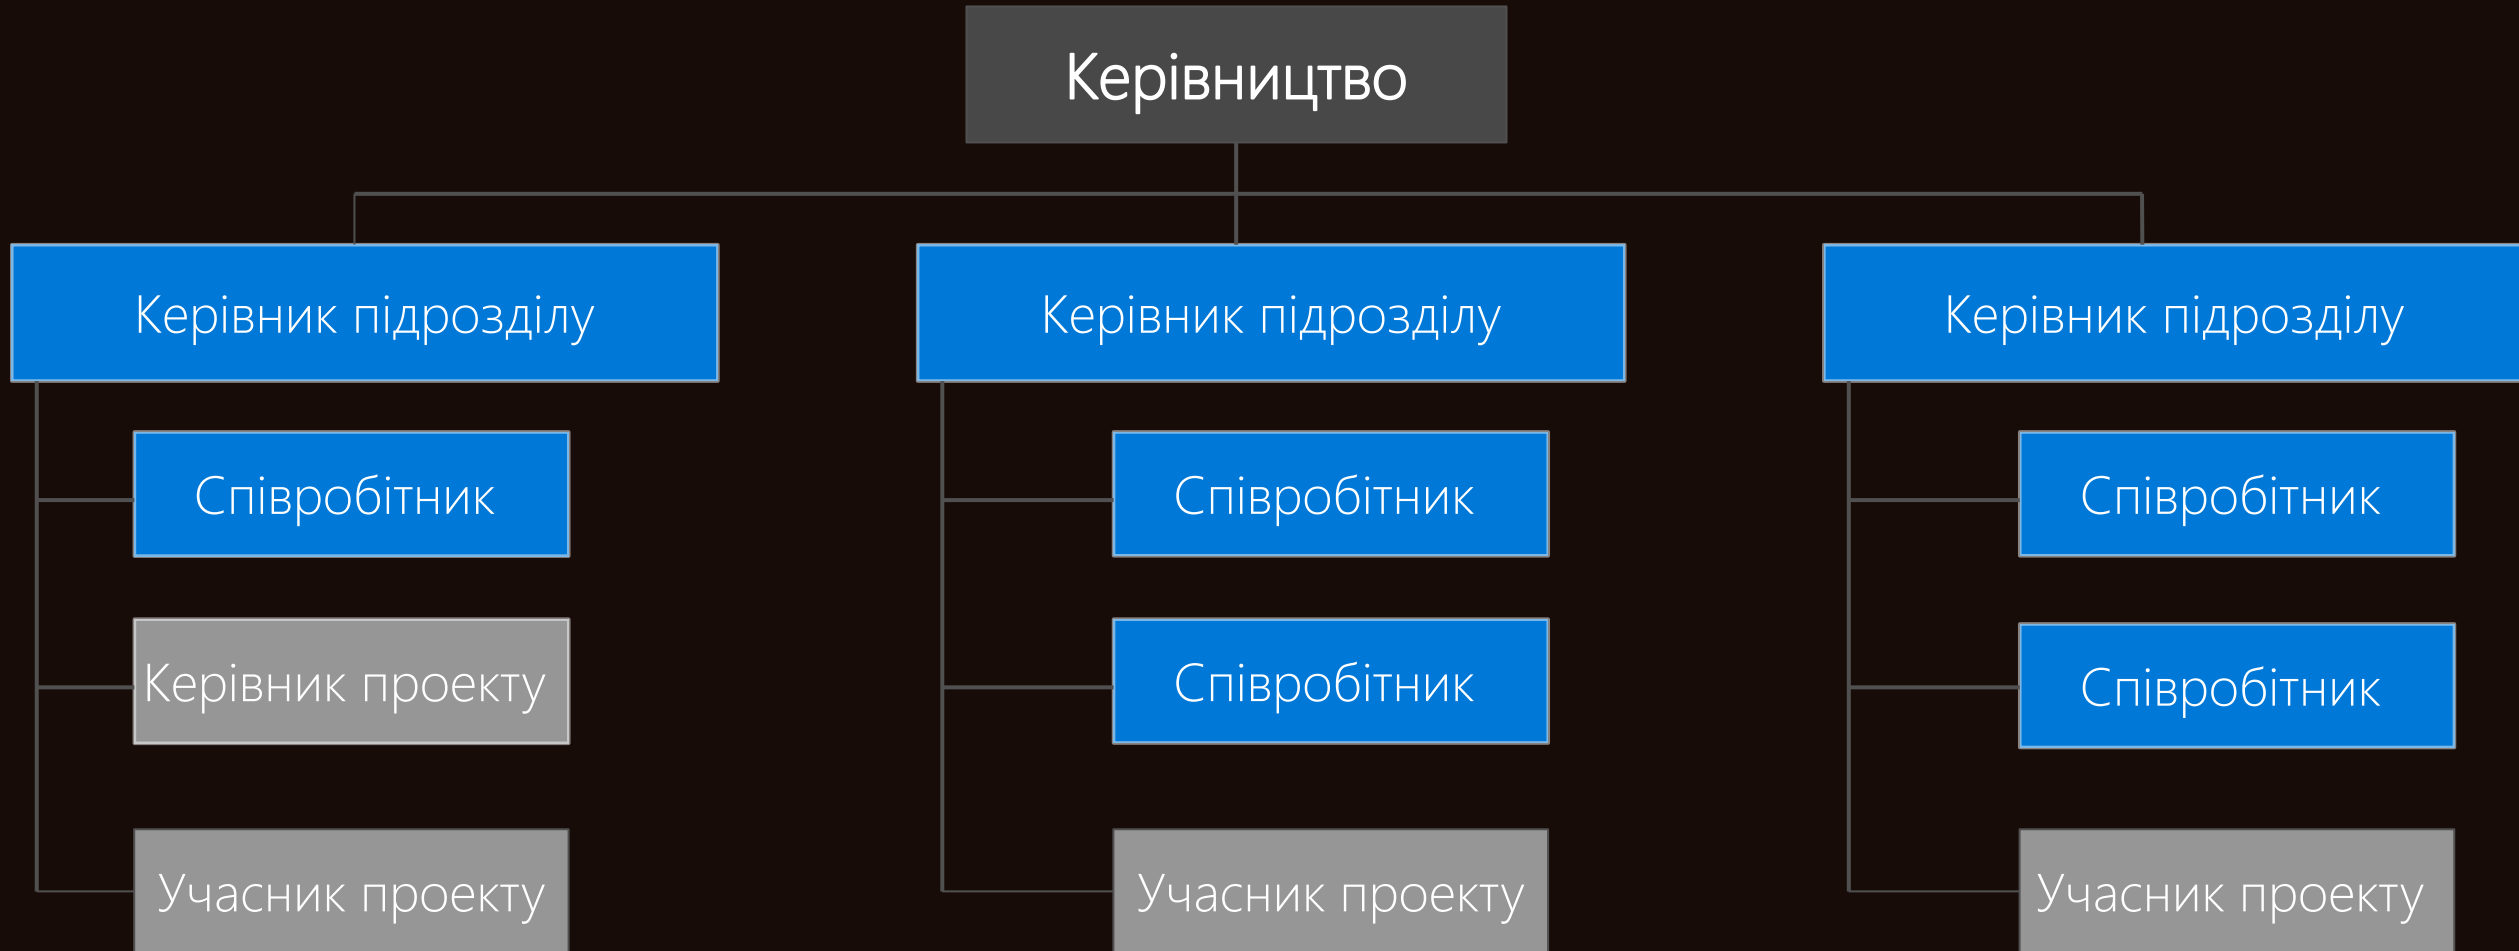 Керівництво
Керівник підрозділу
Керівник підрозділу
Керівник підрозділу
Співробітник
Співробітник
Співробітник
Керівник проекту
Співробітник
Співробітник
Учасник проекту
Учасник проекту
Учасник проекту